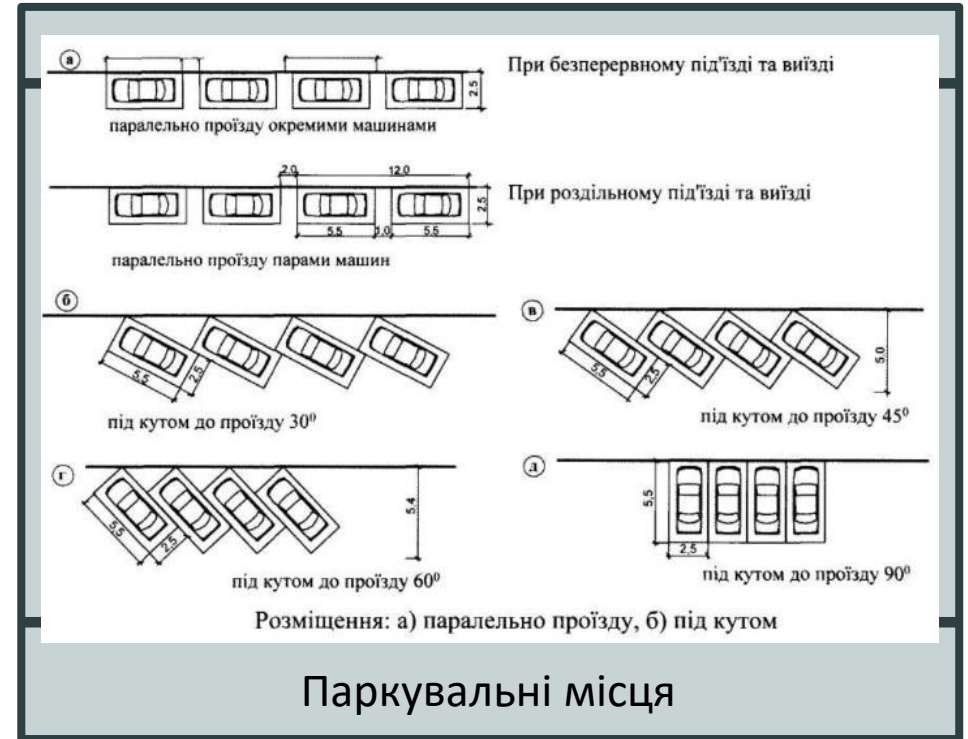 а
При безперервному під'їзді та виїзді
2,5
паралельно проїзду окремими машинами
2,0
12,0
При роздільному під'їзді та виїзді
2,5
5,5
1,0
5,5
паралельно проїзду парами машин
б
5,5
2,5
під кутом до проїзду 30⁰
в
5,5
2,5
5,0
під кутом до проїзду 45⁰
г
5,5
2,5
5,4
під кутом до проїзду 60⁰
д
5,5
2,5
під кутом до проїзду 90⁰
Розміщення: а) паралельно проїзду, б) під кутом
Паркувальні місця